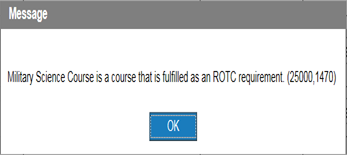 Message
Military Science Course is a course that is fulfilled as an ROTC requirement. (25000,1470)
OK